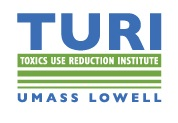 TURI
TOXICS USE REDUCTION INSTITUTE
UMASS LOWELL